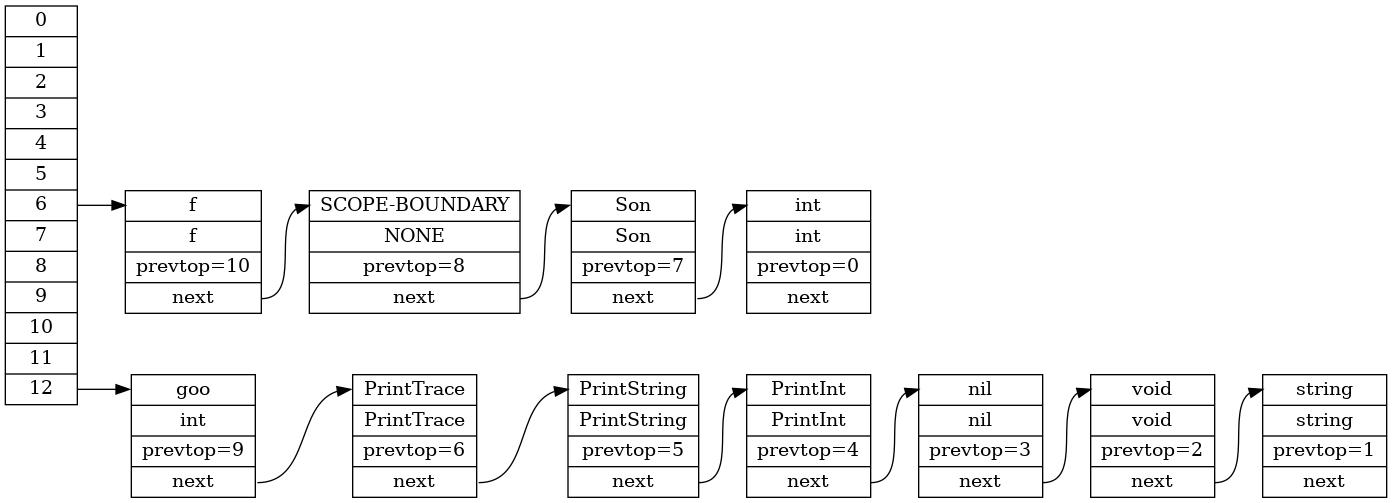 0
1
2
3
4
5
6
7
8
9
10
11
12
f
f
prevtop=10
next
SCOPE-BOUNDARY
NONE
prevtop=8
next
Son
Son
prevtop=7
next
int
int
prevtop=0
next
goo
int
prevtop=9
next
PrintTrace
PrintTrace
prevtop=6
next
PrintString
PrintString
prevtop=5
next
PrintInt
PrintInt
prevtop=4
next
nil
nil
prevtop=3
next
void
void
prevtop=2
next
string
string
prevtop=1
next